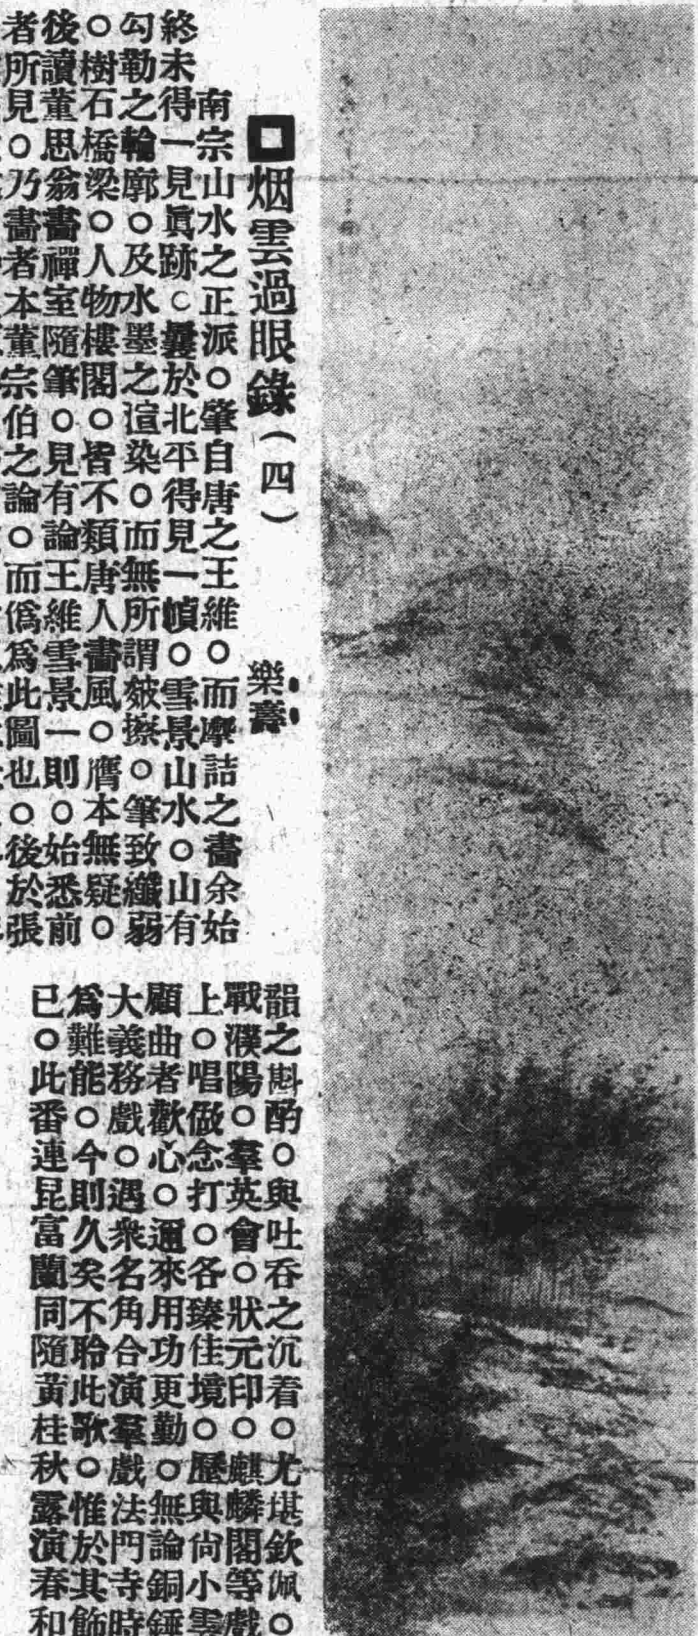 烟雲過眼錄（四）
樂壽
南宗山水之正派。肇自唐之王維。而摩詰之畫余始
終未得一見眞跡。曩於北平得見一幀。雪景山水。山有
勾勒之輪廓。及水墨之渲染。而無所謂皴擦。筆致纖弱
。樹石橋梁。人物樓閣。皆不類唐人畫風。贋本無疑。
後讀董思翁畫禪室隨筆。見有論王維雪景一則。始悉前
者所見。乃畫者本董宗伯之論。而僞爲此圖也。後於張
韻之斟酌。與吐呑之沉着。尤堪欽佩。
戰濮陽。羣英會。狀元印。麒麟閣等戲
上。唱做念打。各臻佳境。歷與尙小雲
顧曲者歡心。邇來用功更勤。無論銅錘
大義務戲。遇衆名角合演羣戲法門寺時
爲難能。今則久矣不聆此歌。惟於其飾
已。此番連昆富蘭同隨黃桂秋露演春和